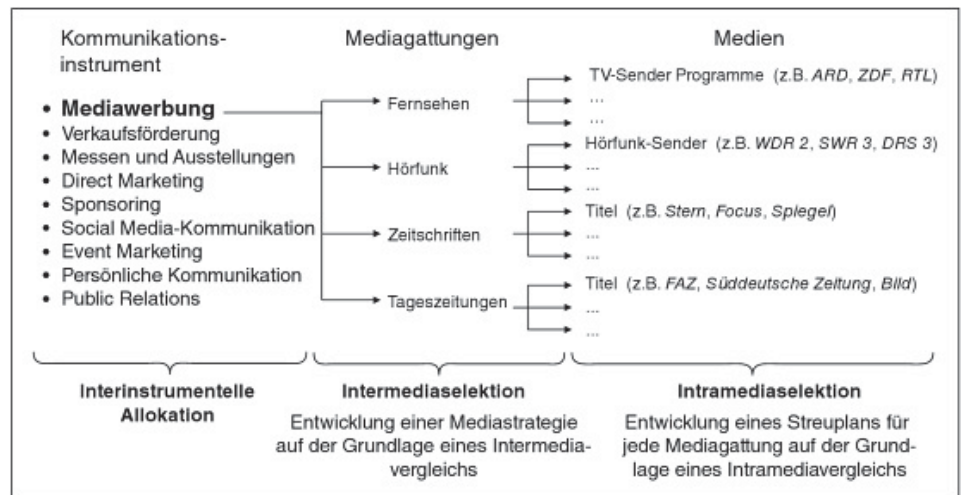 Kommunikations-
instrument
• Mediawerbung
• Verkaufsförderung
• Messen und Ausstellungen
• Direct Marketing
• Sponsoring
• Social Media-Kommunikation
• Event Marketing
• Persönliche Kommunikation
• Public Relations
Interinstrumentelle
Allokation
Mediagattungen
Fernsehen
Hörfunk
Zeitschriften
Tageszeitungen
Intermediaselektion
Entwicklung einer Mediastrategie
auf der Grundlage eines Intermedia-
vergleichs
Medien
TV-Sender Programme (z.B. ARD, ZDF, RTL)
...
...
Hörfunk-Sender (z.B. WDR 2, SWR 3, DRS 3)
...
...
Titel (z.B. Stern, Focus, Spiegel)
...
...
Titel (z.B. FAZ, Süddeutsche Zeitung, Bild)
...
...
Intramediaselektion
Entwicklung eines Streuplans für
jede Mediagattung auf der Grund-
lage eines Intramediavergleichs